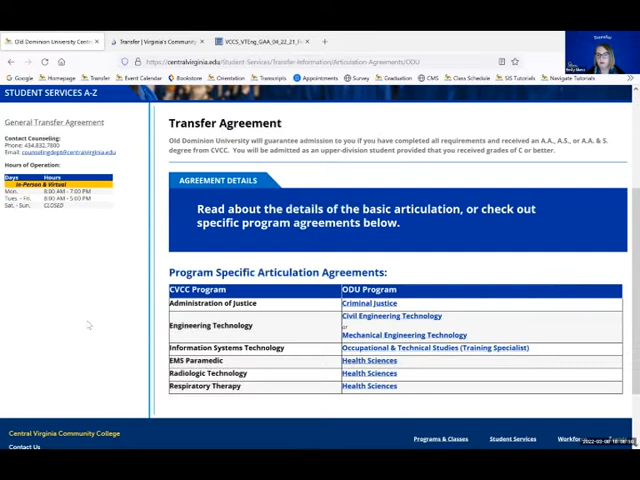 Old Dominion University Cent
Transfer | Virginia's Community
VCCS_VTEng_GAA_04_22_21_F
https://centralvirginia.edu/Student-Services/Transfer-Information/Articulation-Agreements/ODU
Google
Homepage
Transfer
Event Calendar
Bookstore
Orientation
Transcripts
Appointments
Survey
Graduation
CMS
Class Schedule
SIS Tutorials
Navigate Tutorials
STUDENT SERVICES A-Z
General Transfer Agreement
Contact Counseling:
Phone: 434.832.7800
Email: counselingdept@centralvirginia.edu
Hours of Operation:
Days Hours
In-Person & Virtual
Mon. 8:00 AM - 7:00 PM
Tues. - Fri. 8:00 AM - 5:00 PM
Sat. - Sun. CLOSED
Transfer Agreement
Old Dominion University will guarantee admission to you if you have completed all requirements and received an A.A., A.S., or A.A. & S.
degree from CVCC. You will be admitted as an upper-division student provided that you received grades of C or better.
AGREEMENT DETAILS
Read about the details of the basic articulation, or check out
specific program agreements below.
Program Specific Articulation Agreements:
CVCC Program ODU Program
Administration of Justice Criminal Justice
Engineering Technology Civil Engineering Technology
or
Mechanical Engineering Technology
Information Systems Technology Occupational & Technical Studies (Training Specialist)
EMS Paramedic Health Sciences
Radiologic Technology Health Sciences
Respiratory Therapy Health Sciences
Central Virginia Community College
Contact Us
Programs & Classes
Student Services
Workfo